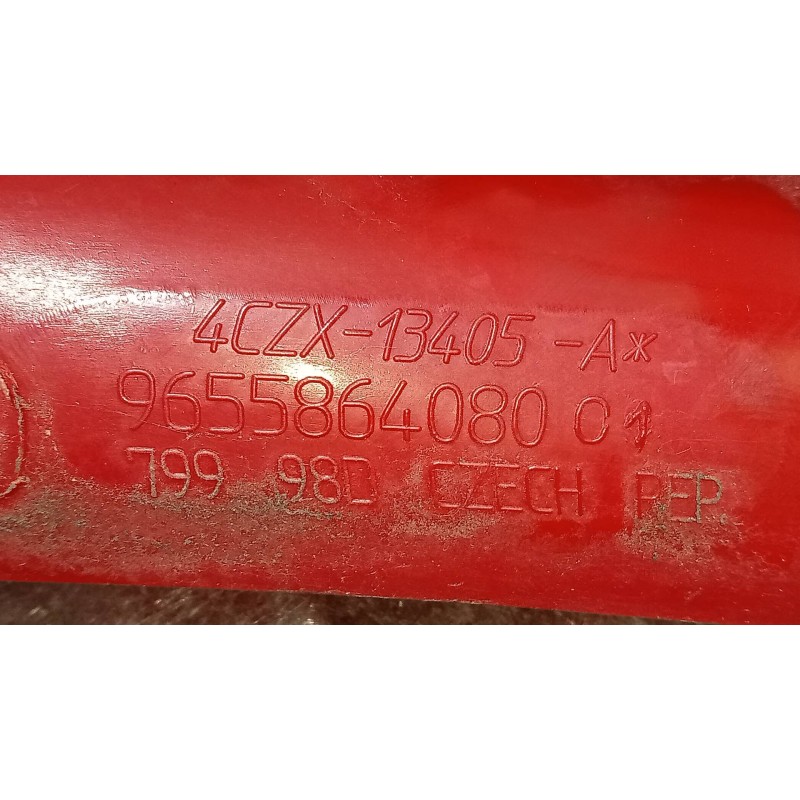 4CZX-13405-A*
9655864080 01
799 98D CZECH REP.